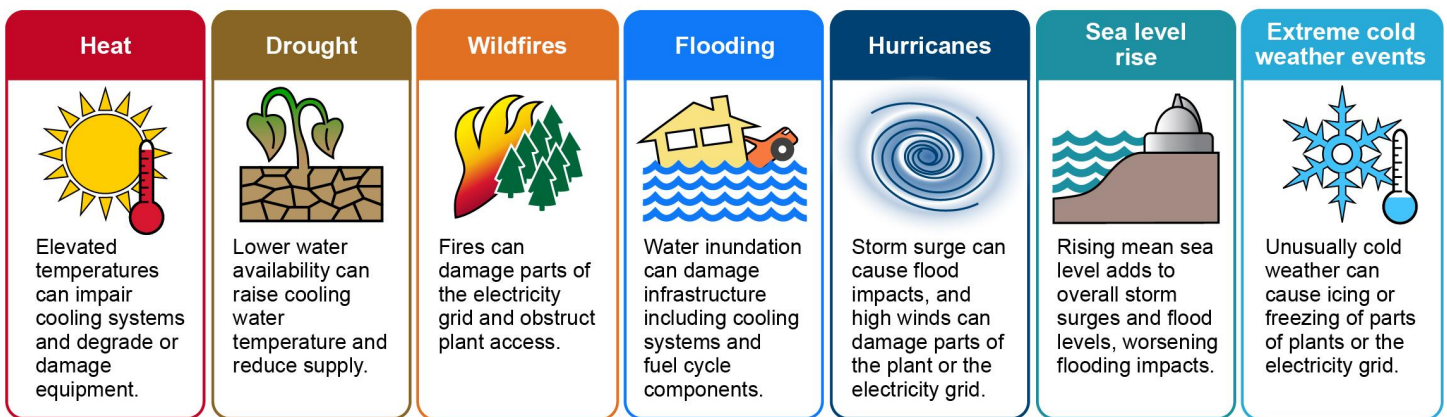 Heat
Elevated
temperatures
can impair
cooling systems
and degrade or
damage
equipment.
Drought
Lower water
availability can
raise cooling
water
temperature and
reduce supply.
Wildfires
Fires can
damage parts of
the electricity
grid and obstruct
plant access.
Flooding
Water inundation
can damage
infrastructure
including cooling
systems and
fuel cycle
components.
Hurricanes
Storm surge can
cause flood
impacts, and
high winds can
damage parts of
the plant or the
electricity grid.
Sea level
rise
Rising mean sea
level adds to
overall storm
surges and flood
levels, worsening
flooding impacts.
Extreme cold
weather events
Unusually cold
weather can
cause icing or
freezing of parts
of plants or the
electricity grid.